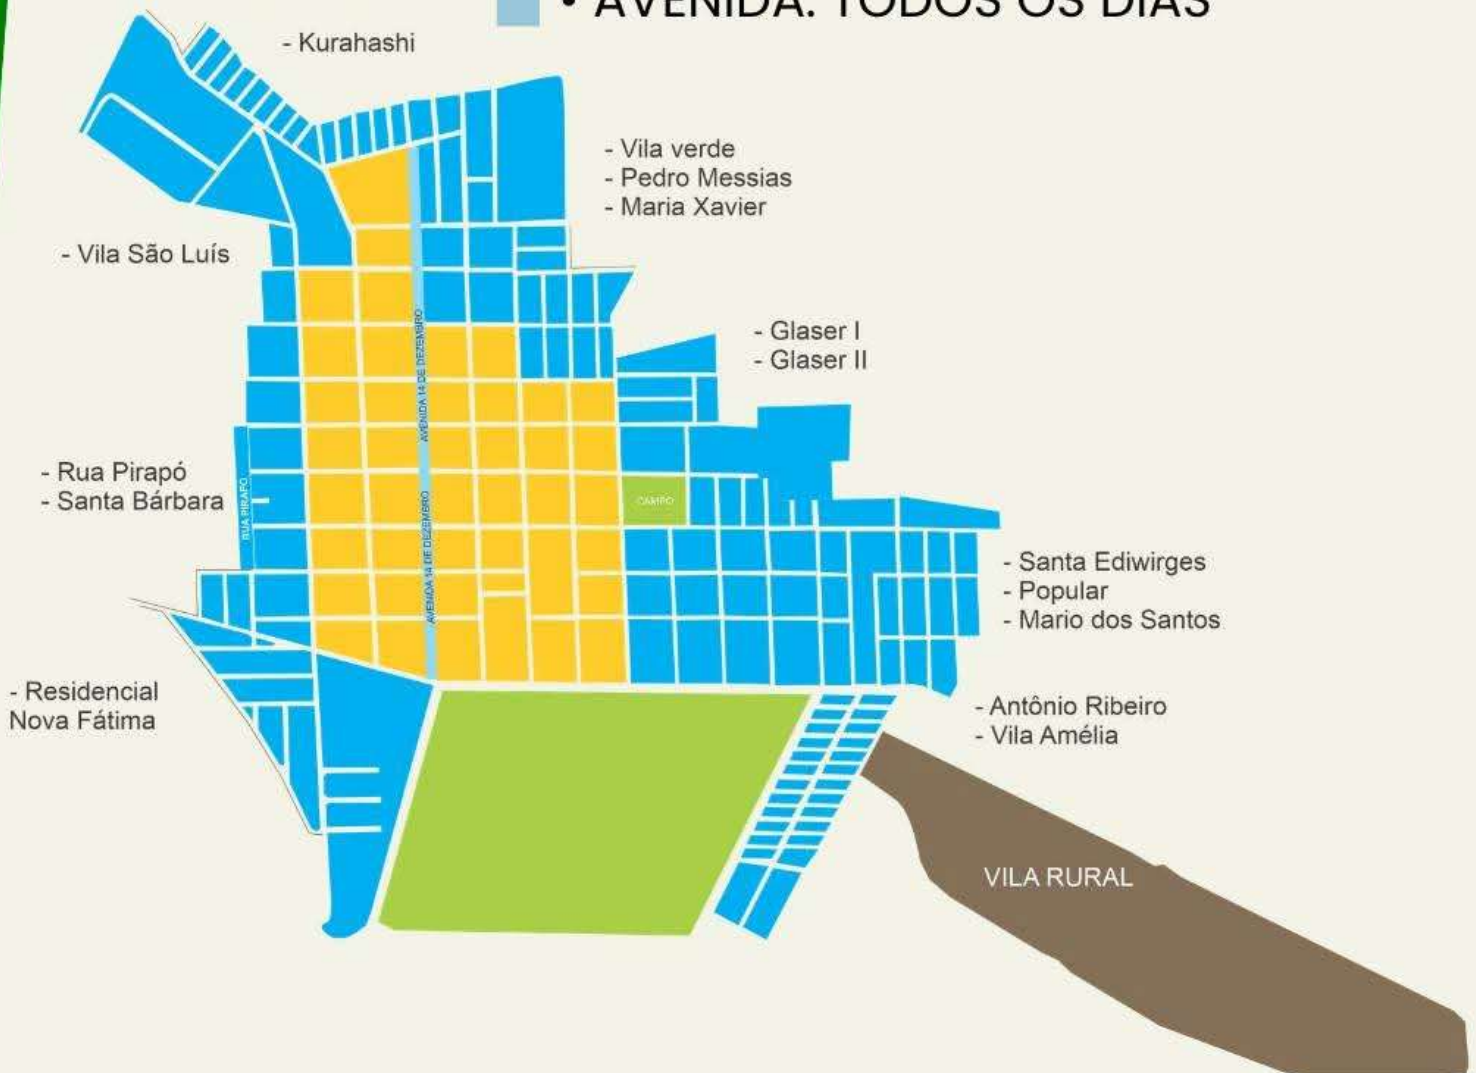 • AVENIDA: TODOS OS DIAS
- Kurahashi
- Vila verde
- Pedro Messias
- Maria Xavier
- Vila São Luís
- Glaser I
- Glaser II
AVENIDA 14 DE DEZEMBRO
- Rua Pirapó
- Santa Bárbara
RUA PIRAPÓ
CAMPO
AVENIDA 14 DE DEZEMBRO
- Santa Ediwirges
- Popular
- Mario dos Santos
- Residencial
Nova Fátima
- Antônio Ribeiro
- Vila Amélia
VILA RURAL